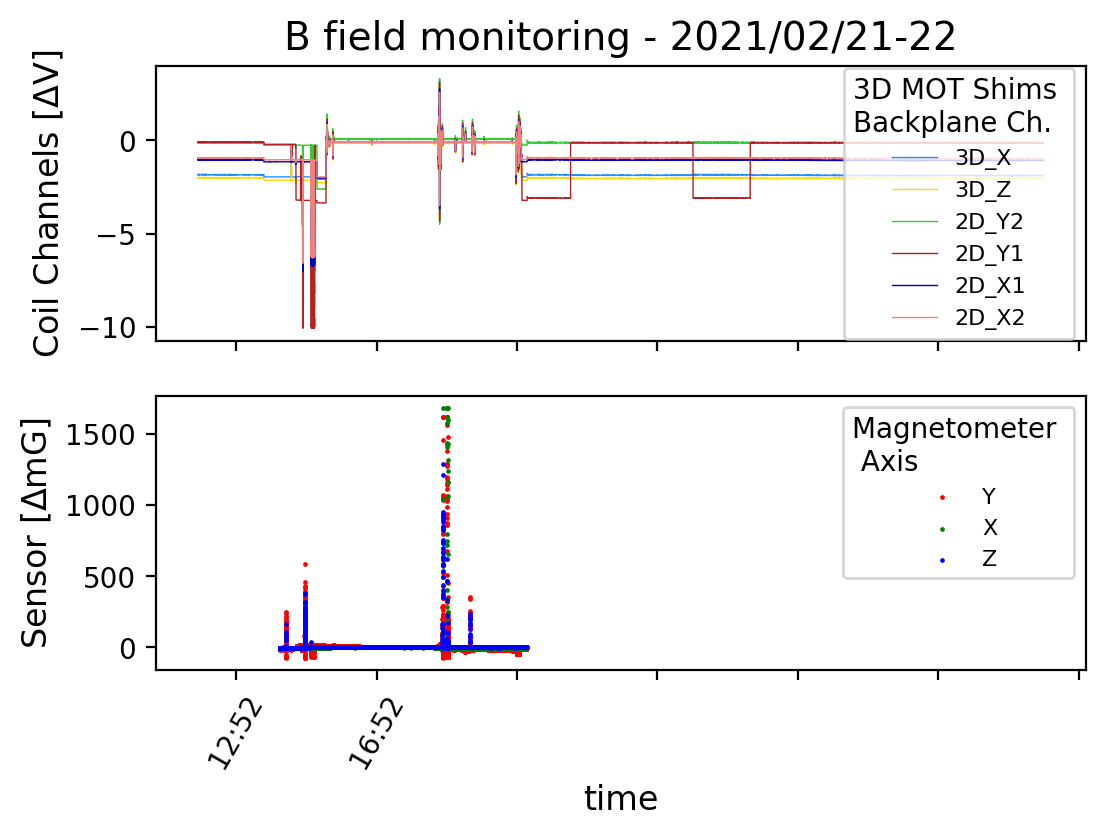 B field monitoring - 2021/02/21-22
Coil Channels [ΔV]
0
−5
−10
3D MOT Shims
Backplane Ch.
3D_X
3D_Z
2D_Y2
2D_Y1
2D_X1
2D_X2
Sensor [ΔmG]
1500
1000
500
0
Magnetometer
Axis
Y
X
Z
12:52
16:52
time